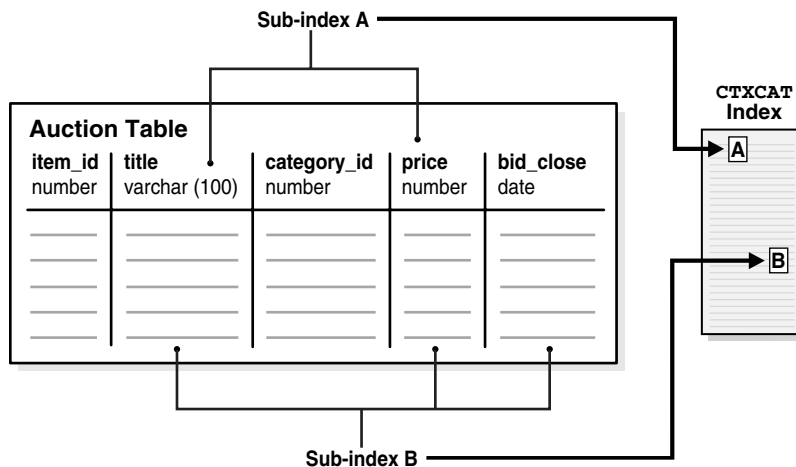 Sub-index A
CTXCAT
Index
Auction Table
item_id title category_id price bid_close
number varchar (100) number number date
A
B
Sub-index B